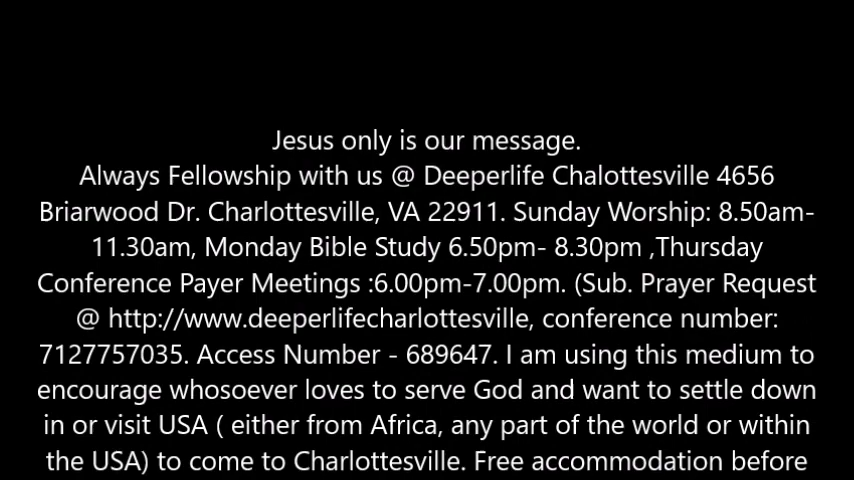 Jesus only is our message.
Always Fellowship with us @ Deeperlife Chalottesville 4656
Briarwood Dr. Charlottesville, VA 22911. Sunday Worship: 8.50am-
11.30am, Monday Bible Study 6.50pm- 8.30pm ,Thursday
Conference Payer Meetings :6.00pm-7.00pm. (Sub. Prayer Request
@ http://www.deeperlifecharlottesville, conference number:
7127757035. Access Number - 689647. I am using this medium to
encourage whosoever loves to serve God and want to settle down
in or visit USA ( either from Africa, any part of the world or within
the USA) to come to Charlottesville. Free accommodation before